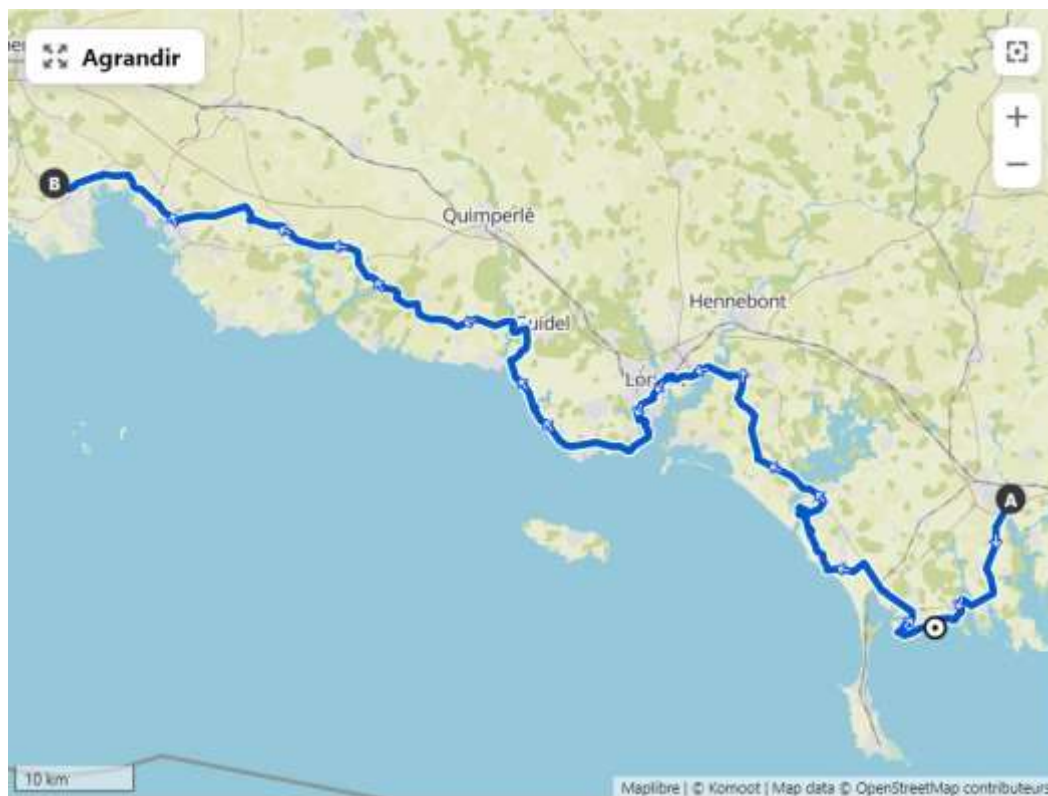 Agrandir
B
Quimperlé
Hennebont
Guidel
A
10 km
Maplibre | © Komoot | Map data © OpenStreetMap contributeurs